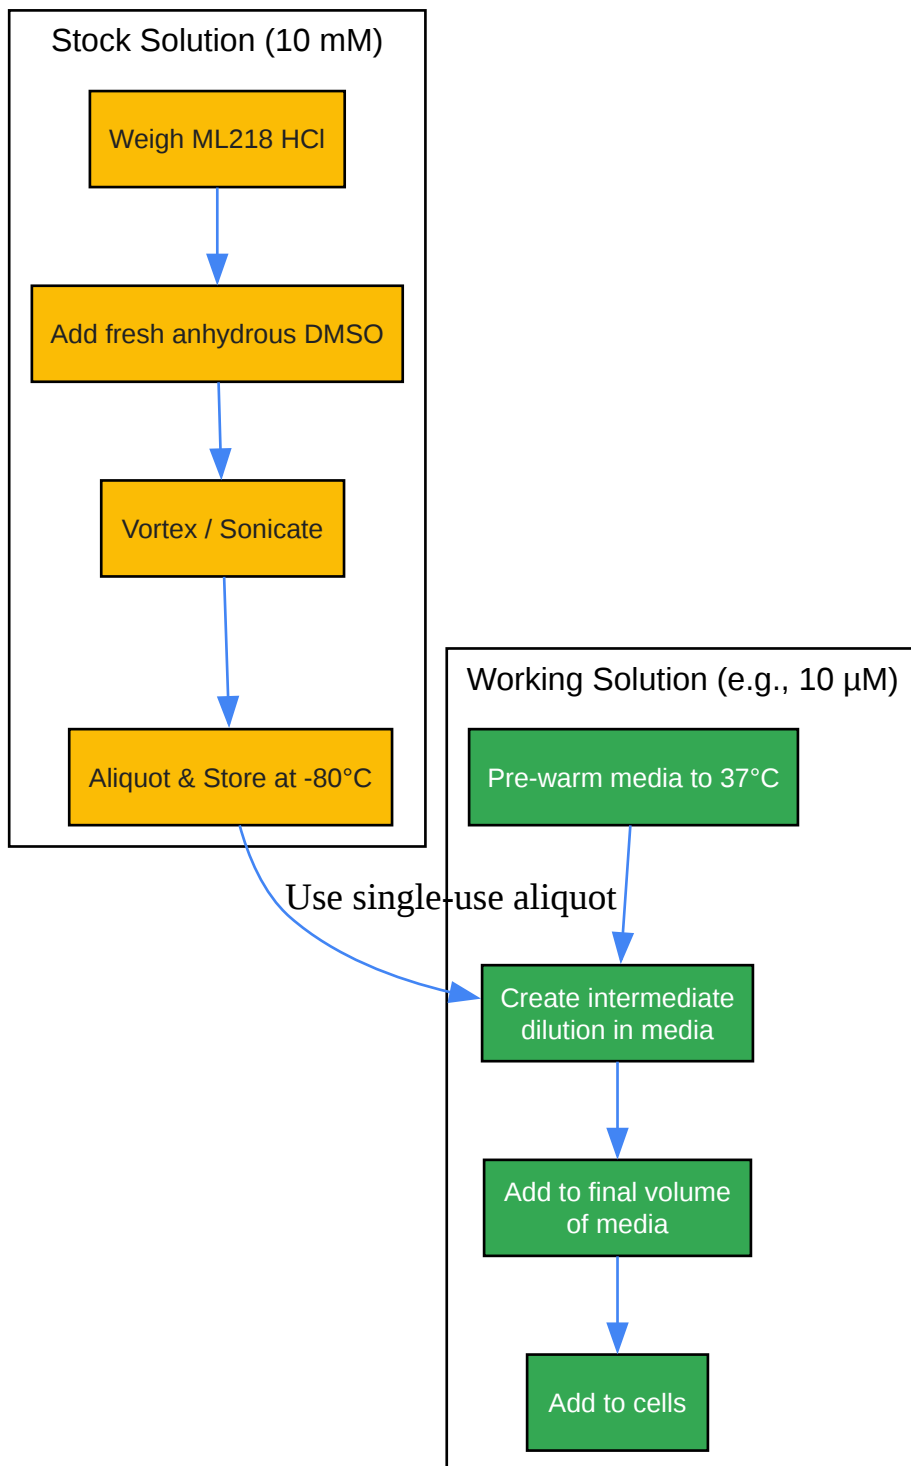 Stock Solution (10 mM)
Weigh ML218 HCl
Add fresh anhydrous DMSO
Vortex / Sonicate
Aliquot & Store at -80°C
Use single-use aliquot
Working Solution (e.g., 10 µM)
Pre-warm media to 37°C
Create intermediate
dilution in media
Add to final volume
of media
Add to cells